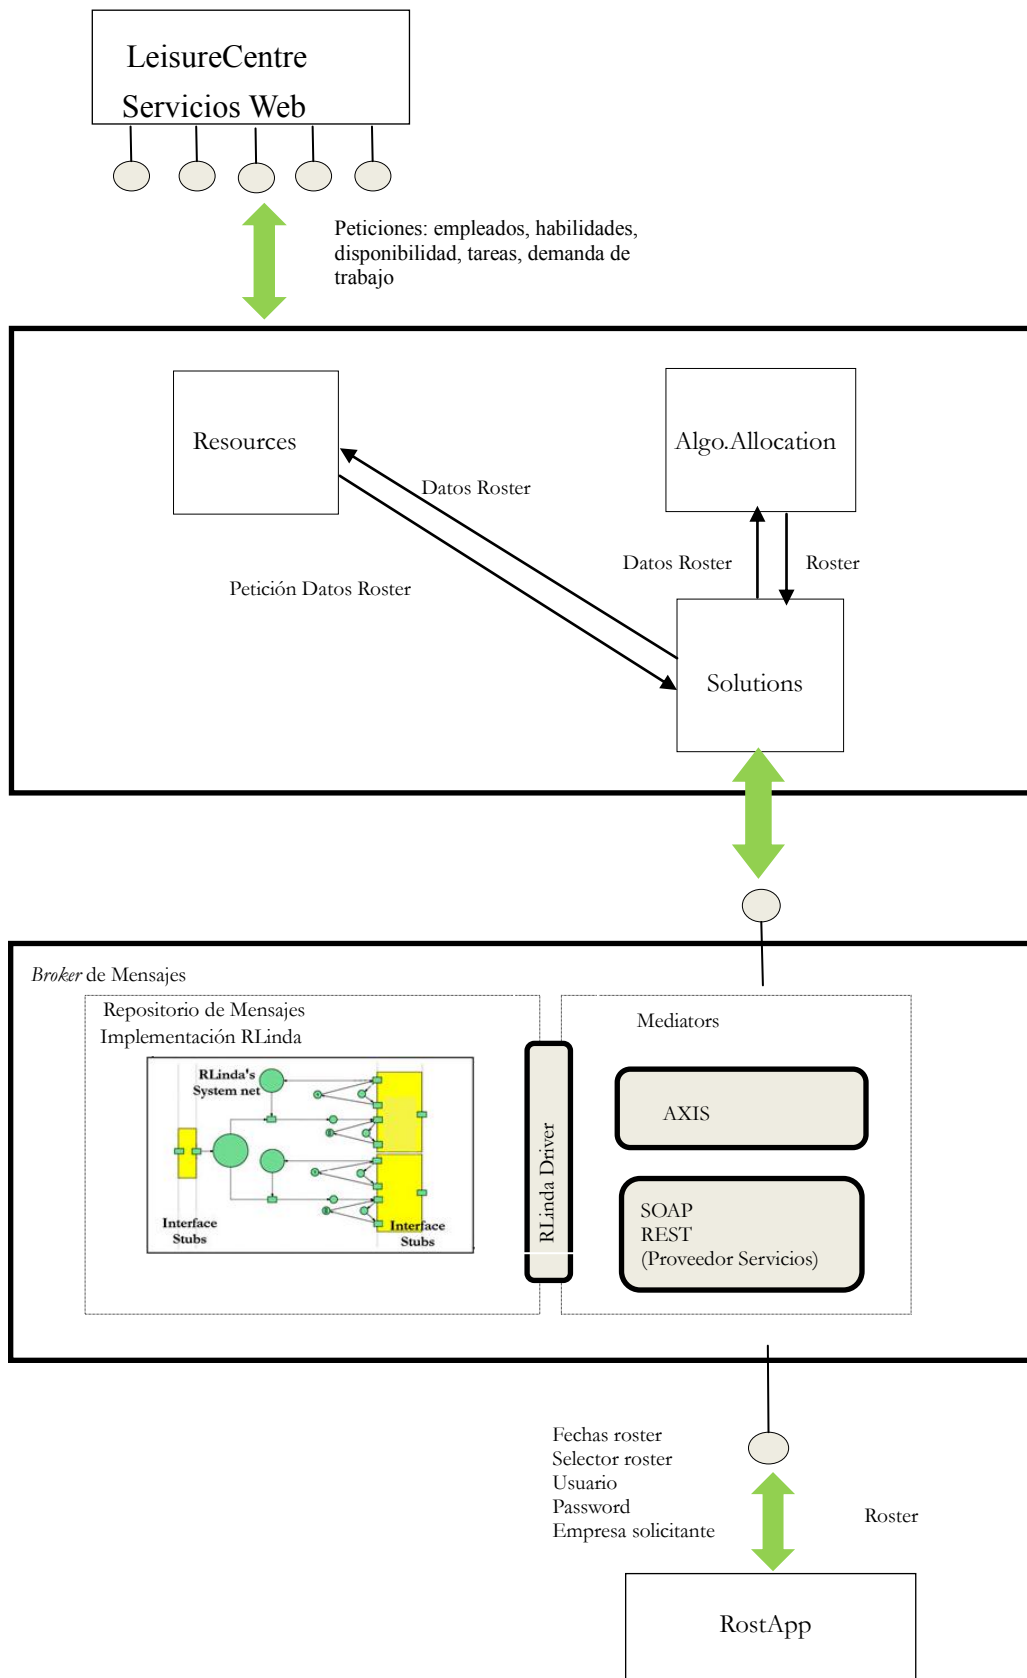 LeisureCentre
Servicios Web
Peticiones: empleados, habilidades,
disponibilidad, tareas, demanda de
trabajo
Resources
Algo.Allocation
Datos Roster
Datos Roster
Roster
Petición Datos Roster
Solutions
Broker de Mensajes
Repositorio de Mensajes
Implementación RLinda
Mediators
RLinda's
System net
Interface
Stubs
Interface
Stubs
RLinda Driver
AXIS
SOAP
REST
(Proveedor Servicios)
Fechas roster
Selector roster
Usuario
Password
Empresa solicitante
Roster
RostApp